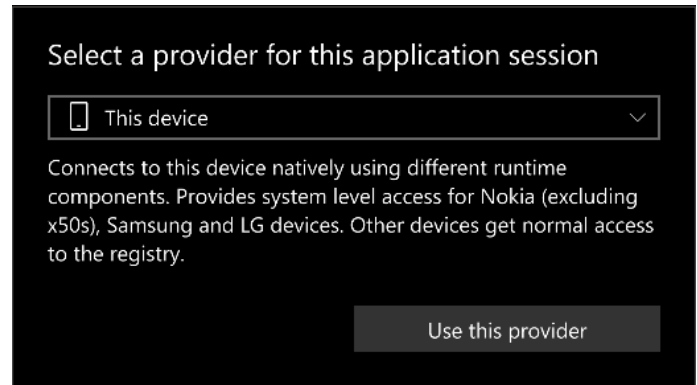 Select a provider for this application session
This device
Connects to this device natively using different runtime
components. Provides system level access for Nokia (excluding
x50s), Samsung and LG devices. Other devices get normal access
to the registry.
Use this provider